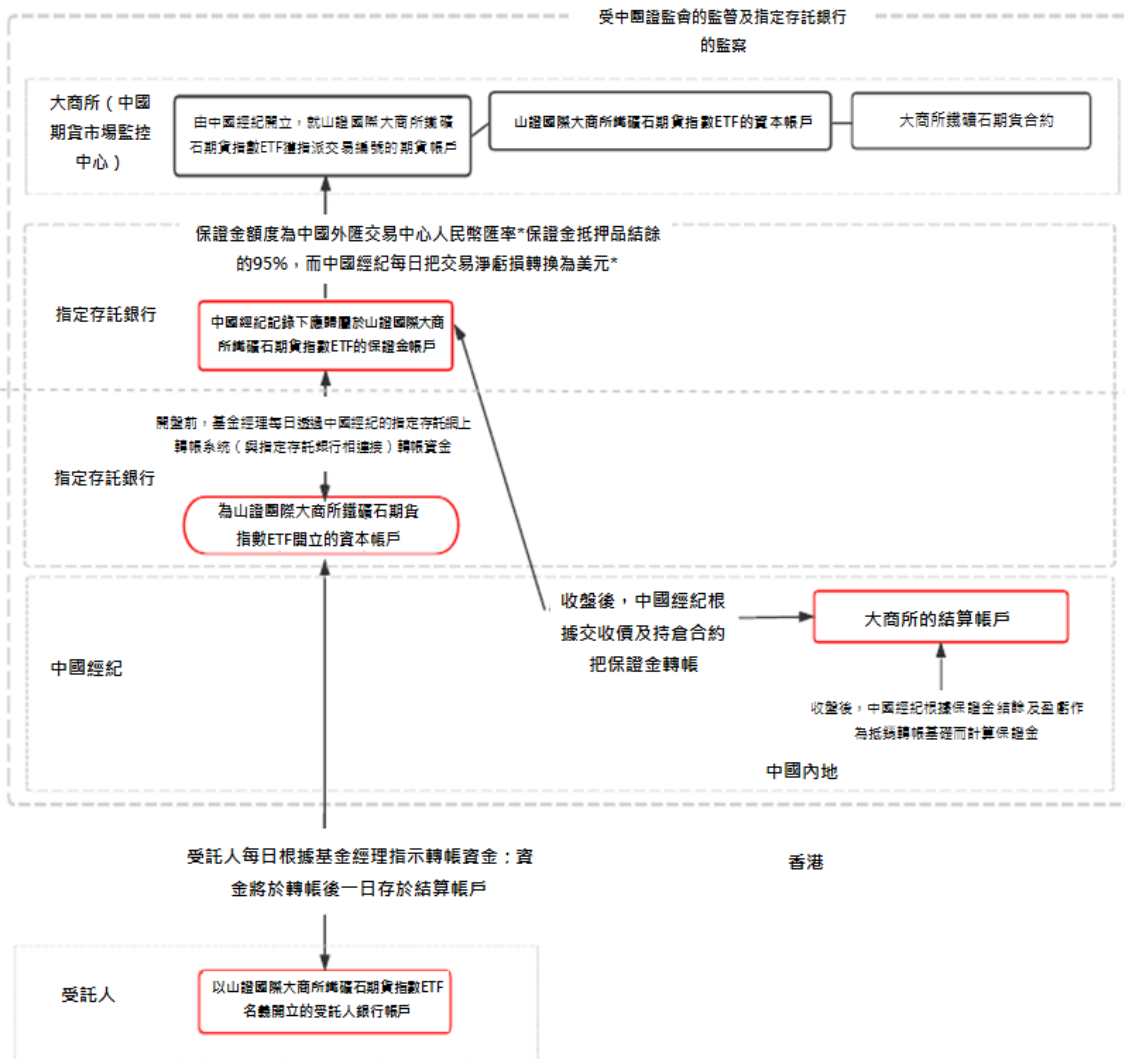 受中國證監會的監管及指定存託銀行
的監察
大商所（中國
期貨市場監控
中心）
由中國經紀開立，就山證國際大商所鐵礦
石期貨指數ETF獲指派交易編號的期貨帳戶
山證國際大商所鐵礦石期貨指數ETF的資本帳戶
大商所鐵礦石期貨合約
保證金額度為中國外匯交易中心人民幣匯率*保證金抵押品結餘
的95%，而中國經紀每日把交易淨虧損轉換為美元*
指定存託銀行
中國經紀記錄下應歸屬於山證國際大商
所鐵礦石期貨指數ETF的保證金帳戶
開盤前，基金經理每日透過中國經紀的指定存託網上
轉帳系統（與指定存託銀行相連接）轉帳資金
指定存託銀行
為山證國際大商所鐵礦石期貨
指數ETF開立的資本帳戶
收盤後，中國經紀根
據交收價及持倉合約
把保證金轉帳
大商所的結算帳戶
中國經紀
收盤後，中國經紀根據保證金結餘及盈虧作
為抵銷轉帳基礎而計算保證金
中國內地
受託人每日根據基金經理指示轉帳資金；資
金將於轉帳後一日存於結算帳戶
香港
受託人
以山證國際大商所鐵礦石期貨指數ETF
名義開立的受託人銀行帳戶